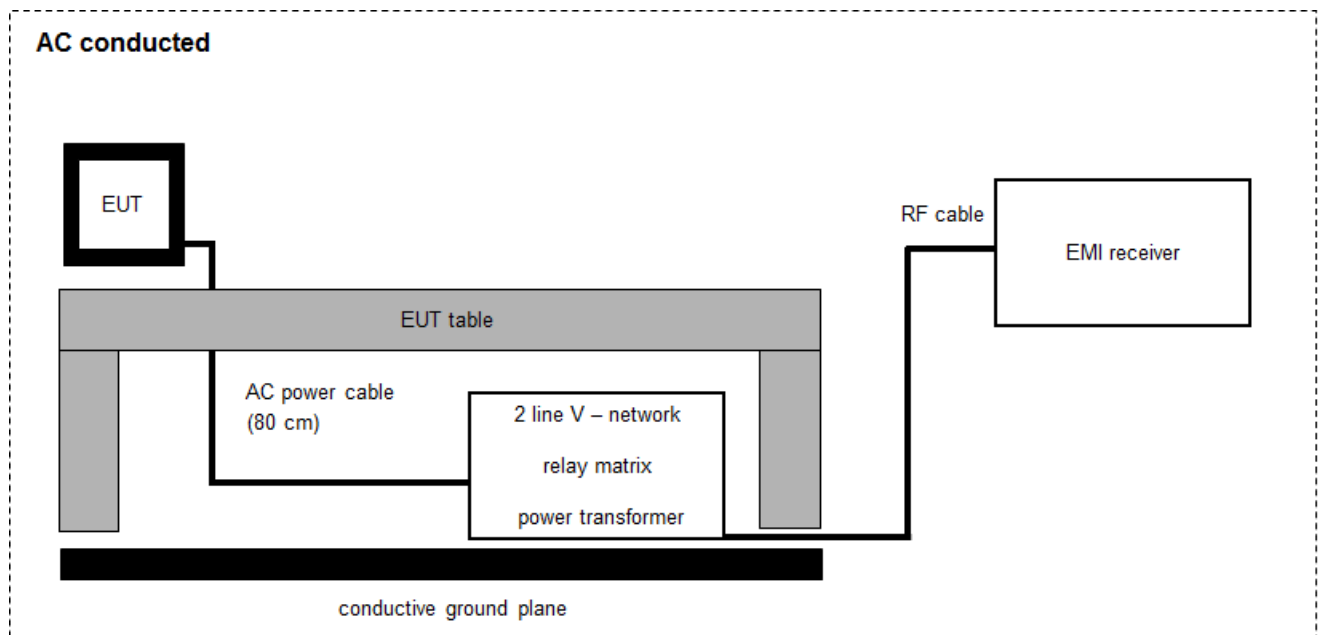 AC conducted
EUT
RF cable
EMI receiver
EUT table
AC power cable
(80 cm)
2 line V – network
relay matrix
power transformer
conductive ground plane